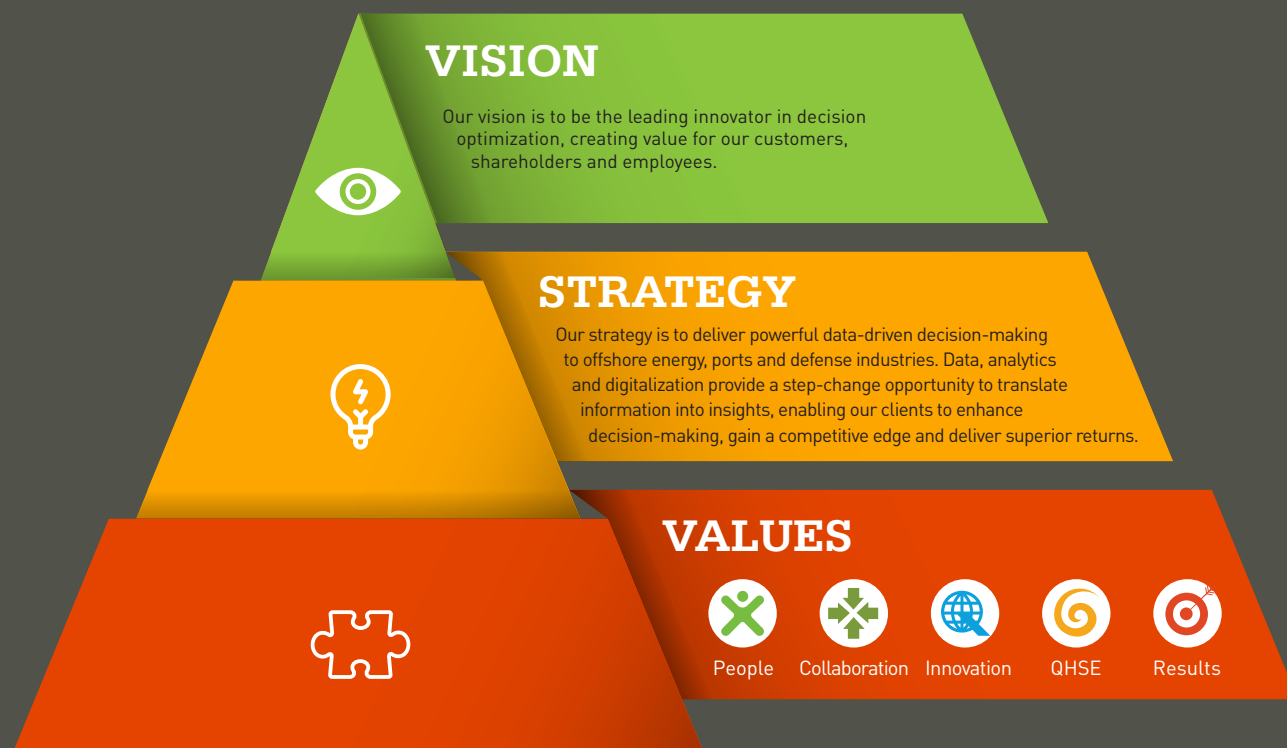 VISION
Our vision is to be the leading innovator in decision
optimization, creating value for our customers,
shareholders and employees.
STRATEGY
Our strategy is to deliver powerful data-driven decision-making
to offshore energy, ports and defense industries. Data, analytics
and digitalization provide a step-change opportunity to translate
information into insights, enabling our clients to enhance
decision-making, gain a competitive edge and deliver superior returns.
VALUES
People Collaboration Innovation QHSE Results